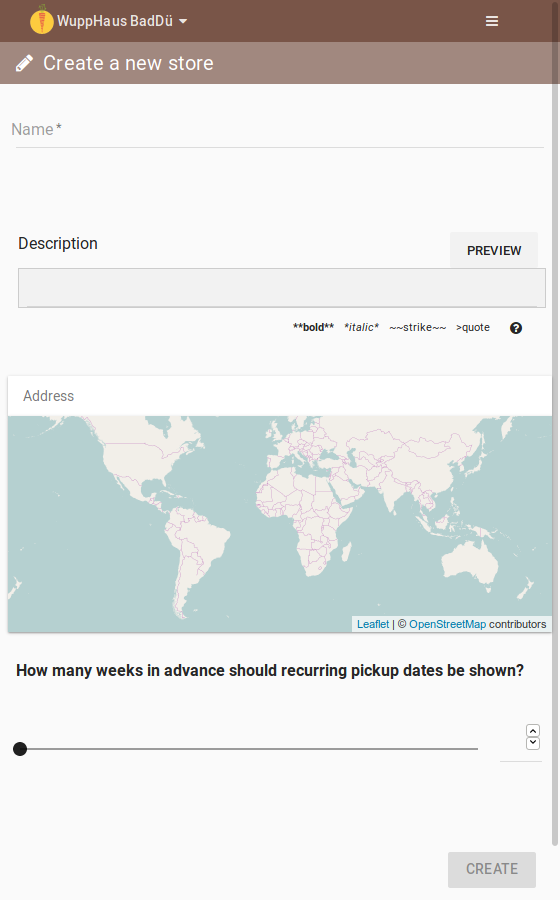 WuppHaus BadDü
Create a new store
Name *
Description
PREVIEW
**bold** *italic* ~~strike~~ >quote
Address
Leaflet | © OpenStreetMap contributors
How many weeks in advance should recurring pickup dates be shown?
CREATE